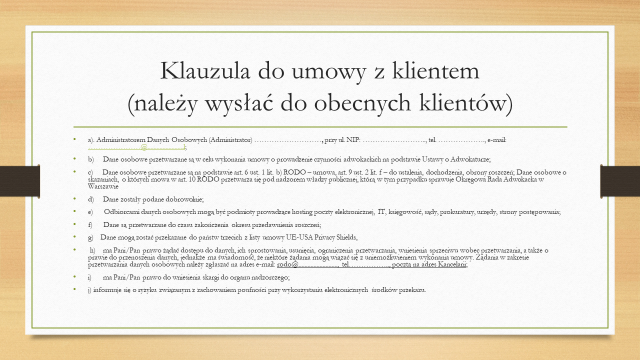 Klauzula do umowy z klientem
(należy wysłać do obecnych klientów)
a). Administratorem Danych Osobowych (Administrator) …………………………, przy ul. NIP: ………………………, tel. …………………, e-mail:
………………@……………..;
b) Dane osobowe przetwarzane są w celu wykonania umowy o prowadzenie czynności adwokackich na podstawie Ustawy o Adwokaturze;
c) Dane osobowe przetwarzane są na podstawie art. 6 ust. 1 lit. b) RODO – umowa, art. 9 ust. 2 lit. f – do ustalenia, dochodzenia, obrony roszczeń; Dane osobowe o
skazaniach, o których mowa w art. 10 RODO przetwarza się pod nadzorem władzy publicznej, którą w tym przypadku sprawuje Okręgowa Rada Adwokacka w
Warszawie
d) Dane zostały podane dobrowolnie;
e) Odbiorcami danych osobowych mogą być podmioty prowadzące hosting poczty elektronicznej, IT, księgowość, sądy, prokuratury, urzędy, strony postępowania;
f) Dane są przetwarzane do czasu zakończenia okresu przedawnienia roszczeń;
g) Dane mogą zostać przekazane do państw trzecich z listy umowy UE-USA Privacy Shields,
h) ma Pani/Pan prawo żądać dostępu do danych, ich sprostowania, usunięcia, ograniczenia przetwarzania, wniesienia sprzeciwu wobec przetwarzania, a także o
prawie do przenoszenia danych, jednakże ma świadomość, że niektóre żądania mogą wiązać się z uniemożliwieniem wykonania umowy. Żądania w zakresie
przetwarzania danych osobowych należy zgłaszać na adres e-mail: rodo@……………… tel. ………………, pocztą na adres Kancelarii;
i) ma Pani/Pan prawo do wniesienia skargi do organu nadzorczego;
j) informuję o ryzyku związanym z zachowaniem poufności przy wykorzystaniu elektronicznych środków przekazu.